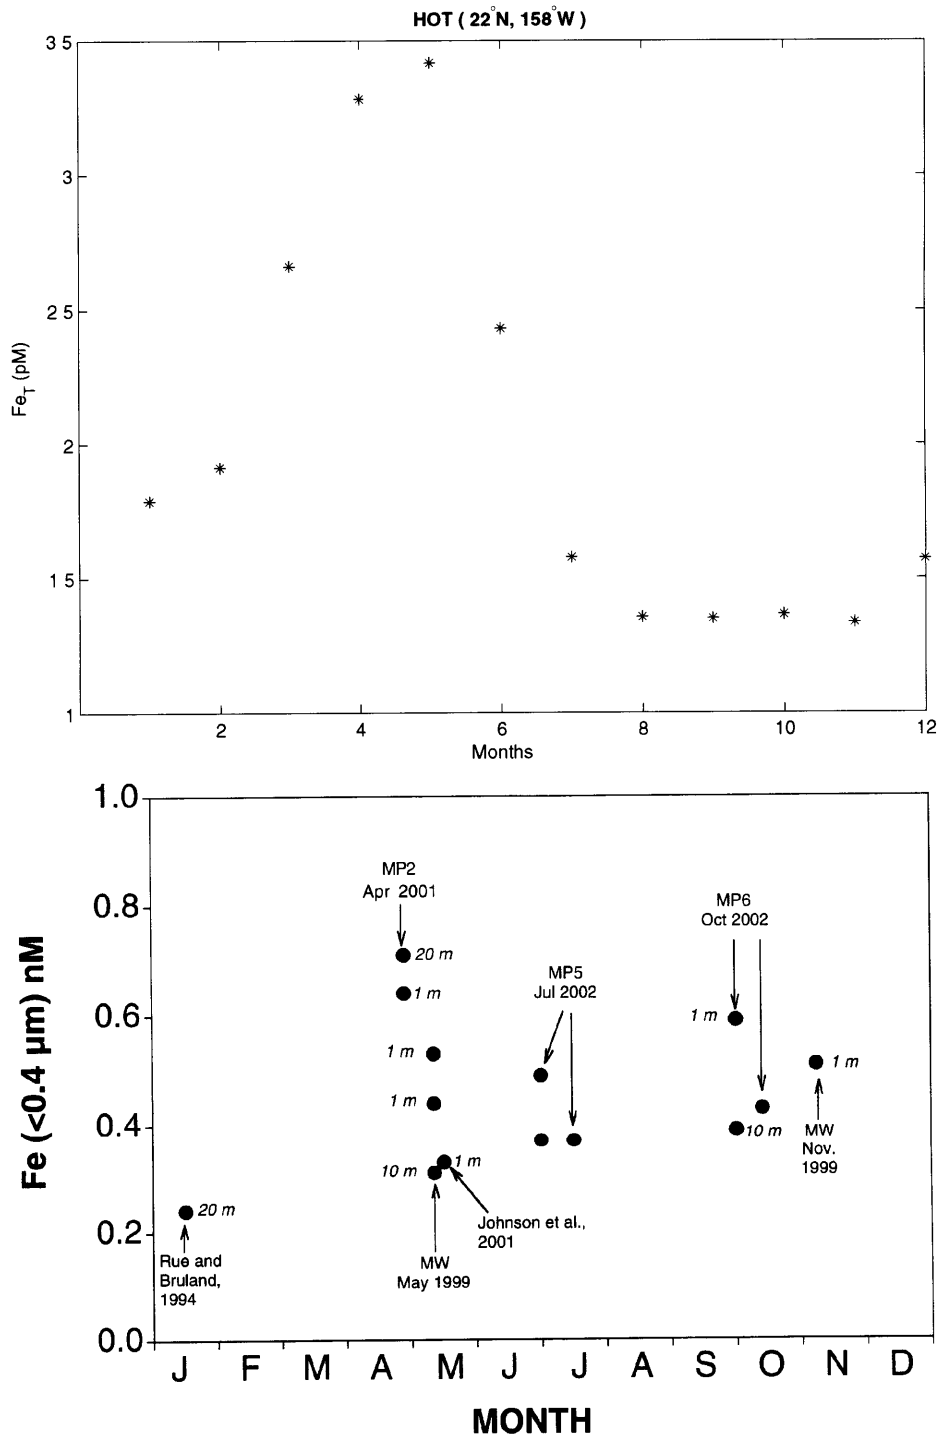 HOT ( 22°N, 158°W )
3 5
3
2 5
2
1 5
1
Fe_T (pM)
2
4
6
8
10
12
Months
1.0
0.8
0.6
0.4
0.2
0.0
Fe (<0.4 µm) nM
MP2
Apr 2001
20 m
1 m
1 m
1 m
10 m
1 m
MP5
Jul 2002
MP6
Oct 2002
1 m
10 m
1 m
MW
Nov.
1999
20 m
Rue and
Bruland,
1994
Johnson et al.,
2001
MW
May 1999
J F M A M J J A S O N D
MONTH